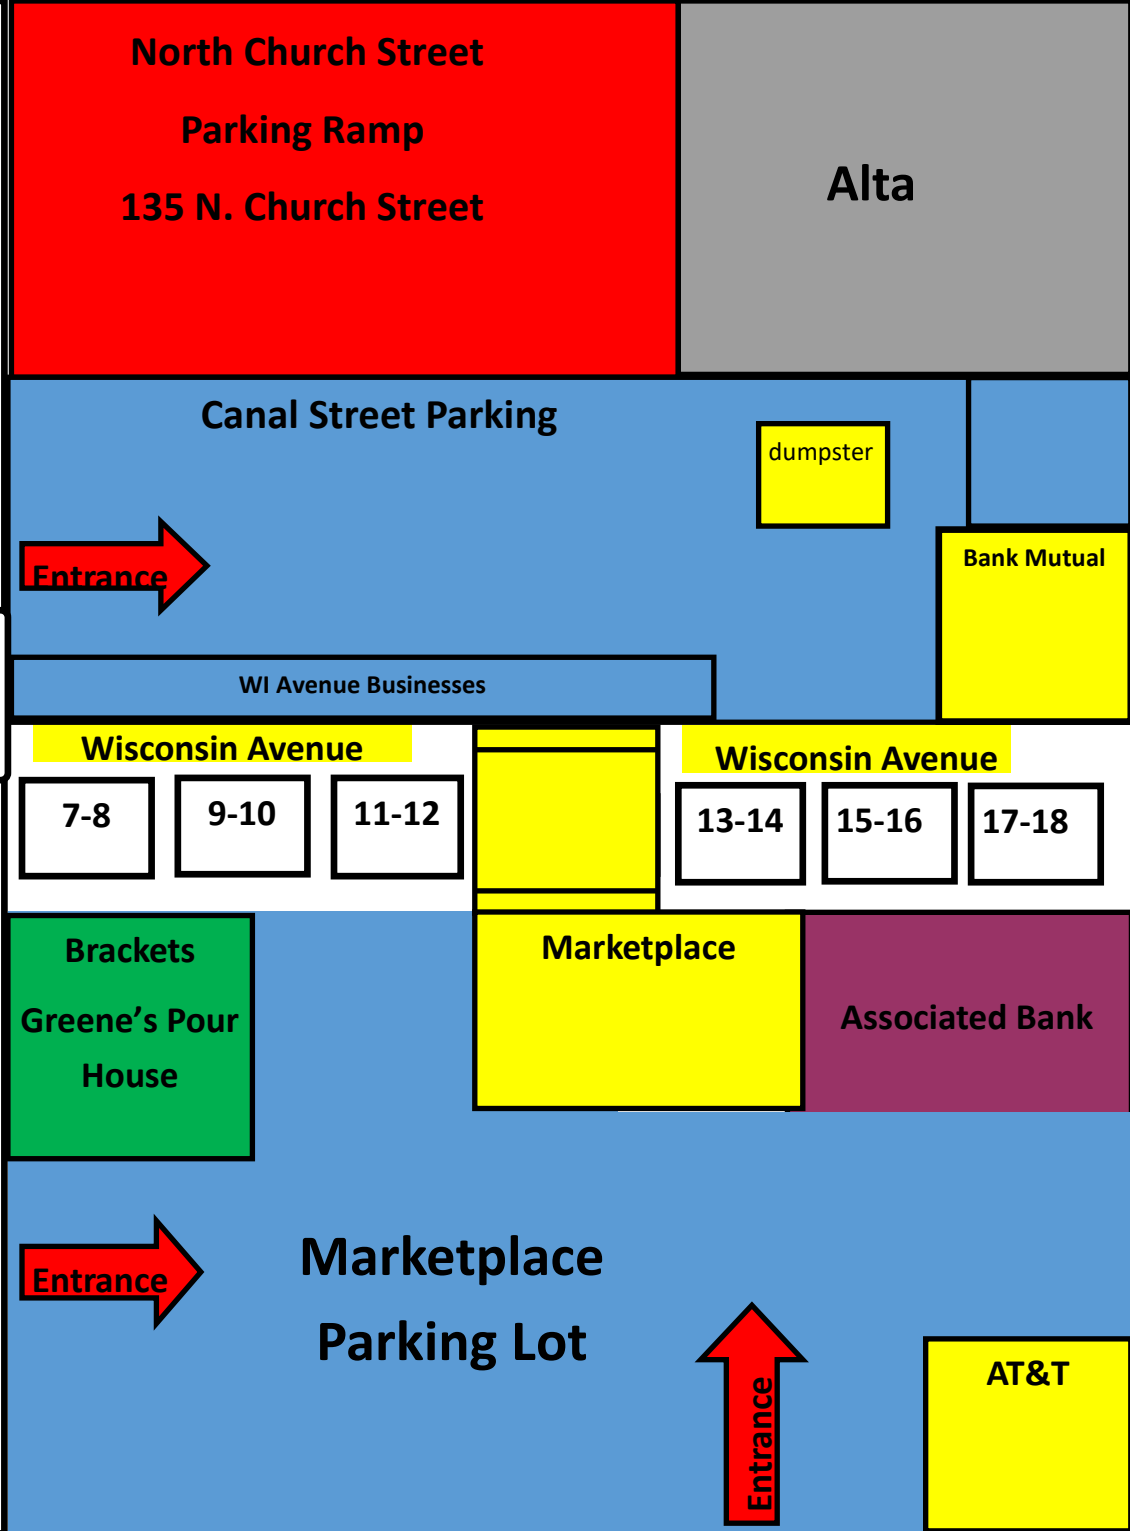 North Church Street
Parking Ramp
135 N. Church Street
Alta
Canal Street Parking
dumpster
Entrance
Bank Mutual
WI Avenue Businesses
Wisconsin Avenue
Wisconsin Avenue
7-8
9-10
11-12
13-14
15-16
17-18
Brackets
Greene’s Pour
House
Marketplace
Associated Bank
Entrance
Marketplace
Parking Lot
Entrance
AT&T